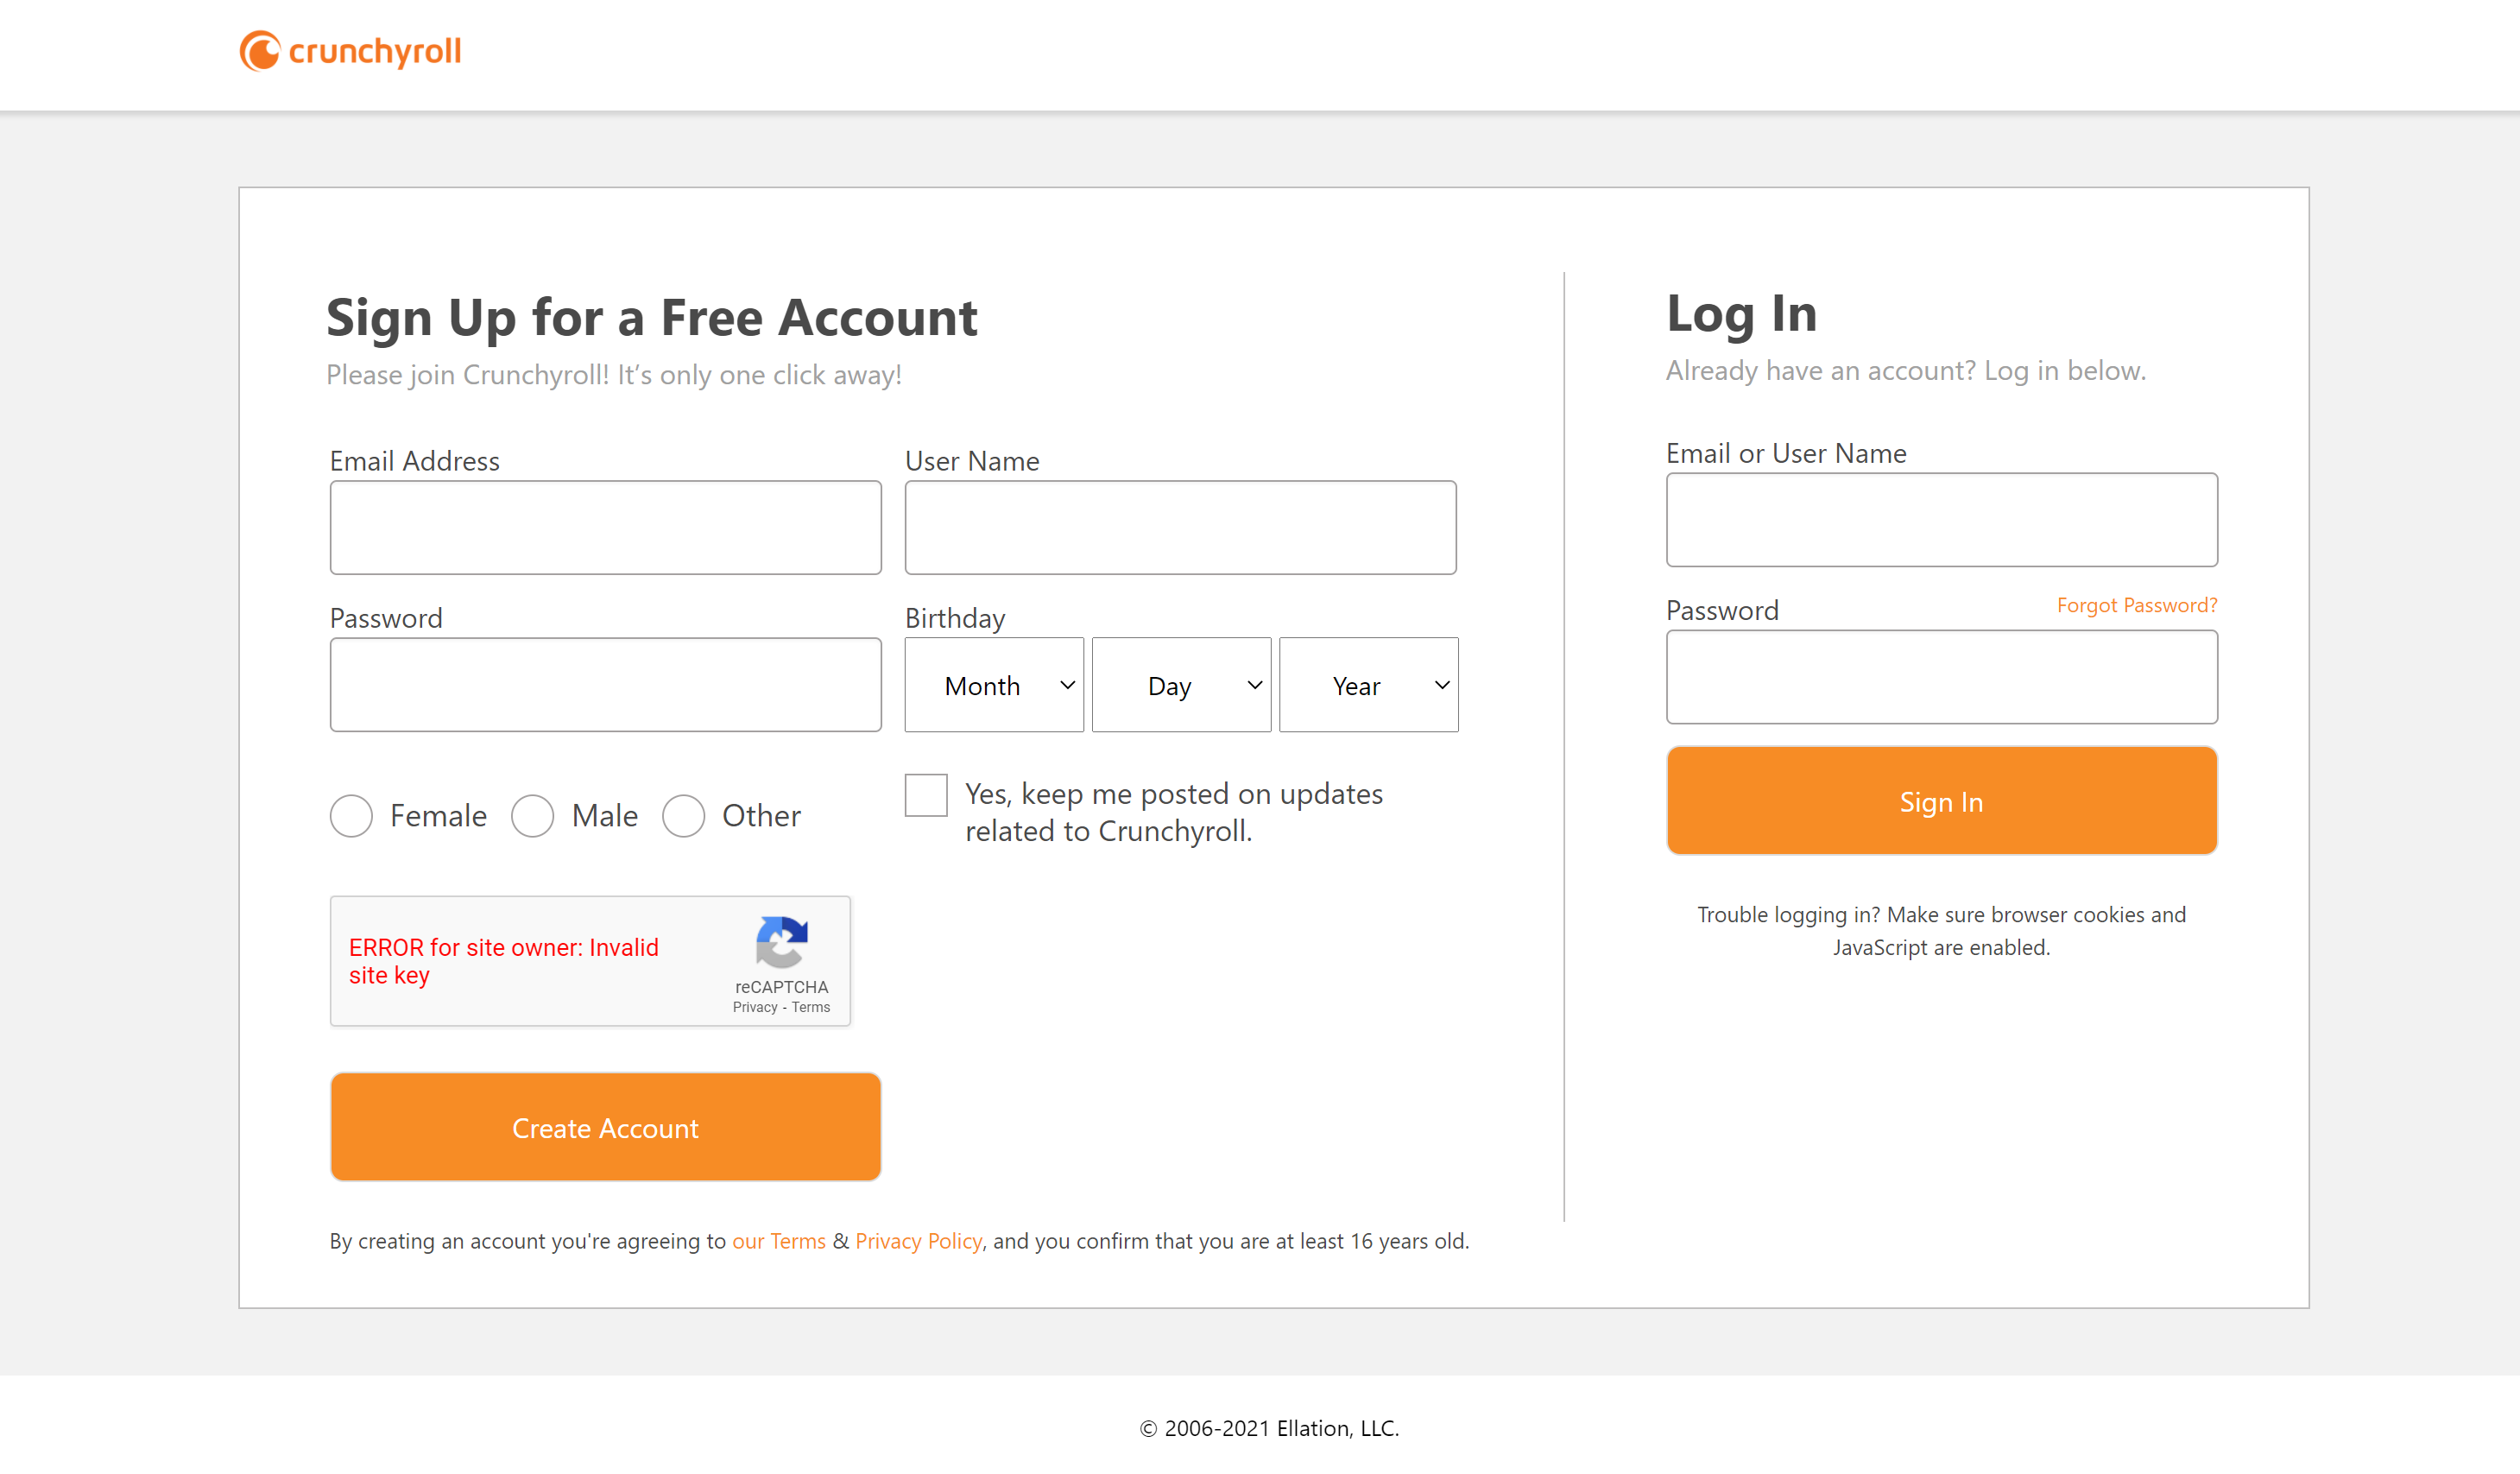 crunchyroll
Sign Up for a Free Account
Please join Crunchyroll! It’s only one click away!
Email Address
User Name
Password
Birthday
Month
Day
Year
Female
Male
Other
Yes, keep me posted on updates
related to Crunchyroll.
ERROR for site owner: Invalid
site key
reCAPTCHA
Privacy - Terms
Create Account
By creating an account you're agreeing to our Terms & Privacy Policy, and you confirm that you are at least 16 years old.
Log In
Already have an account? Log in below.
Email or User Name
Password
Forgot Password?
Sign In
Trouble logging in? Make sure browser cookies and
JavaScript are enabled.
© 2006-2021 Ellation, LLC.